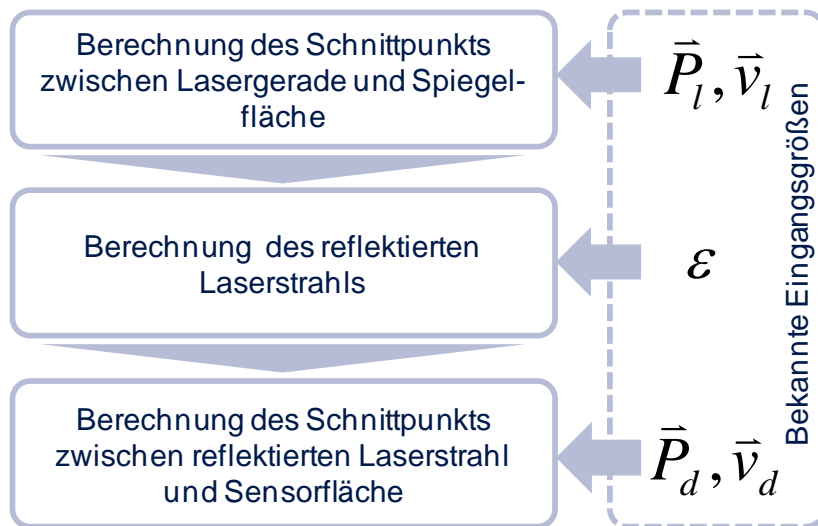 Berechnung des Schnittpunkts
zwischen Lasergerade und Spiegel-
fläche
P⃗_l, v⃗_l
Berechnung des reflektierten
Laserstrahls
ε
Berechnung des Schnittpunkts
zwischen reflektierten Laserstrahl
und Sensorfläche
P⃗_d, v⃗_d
Bekannte Eingangsgrößen